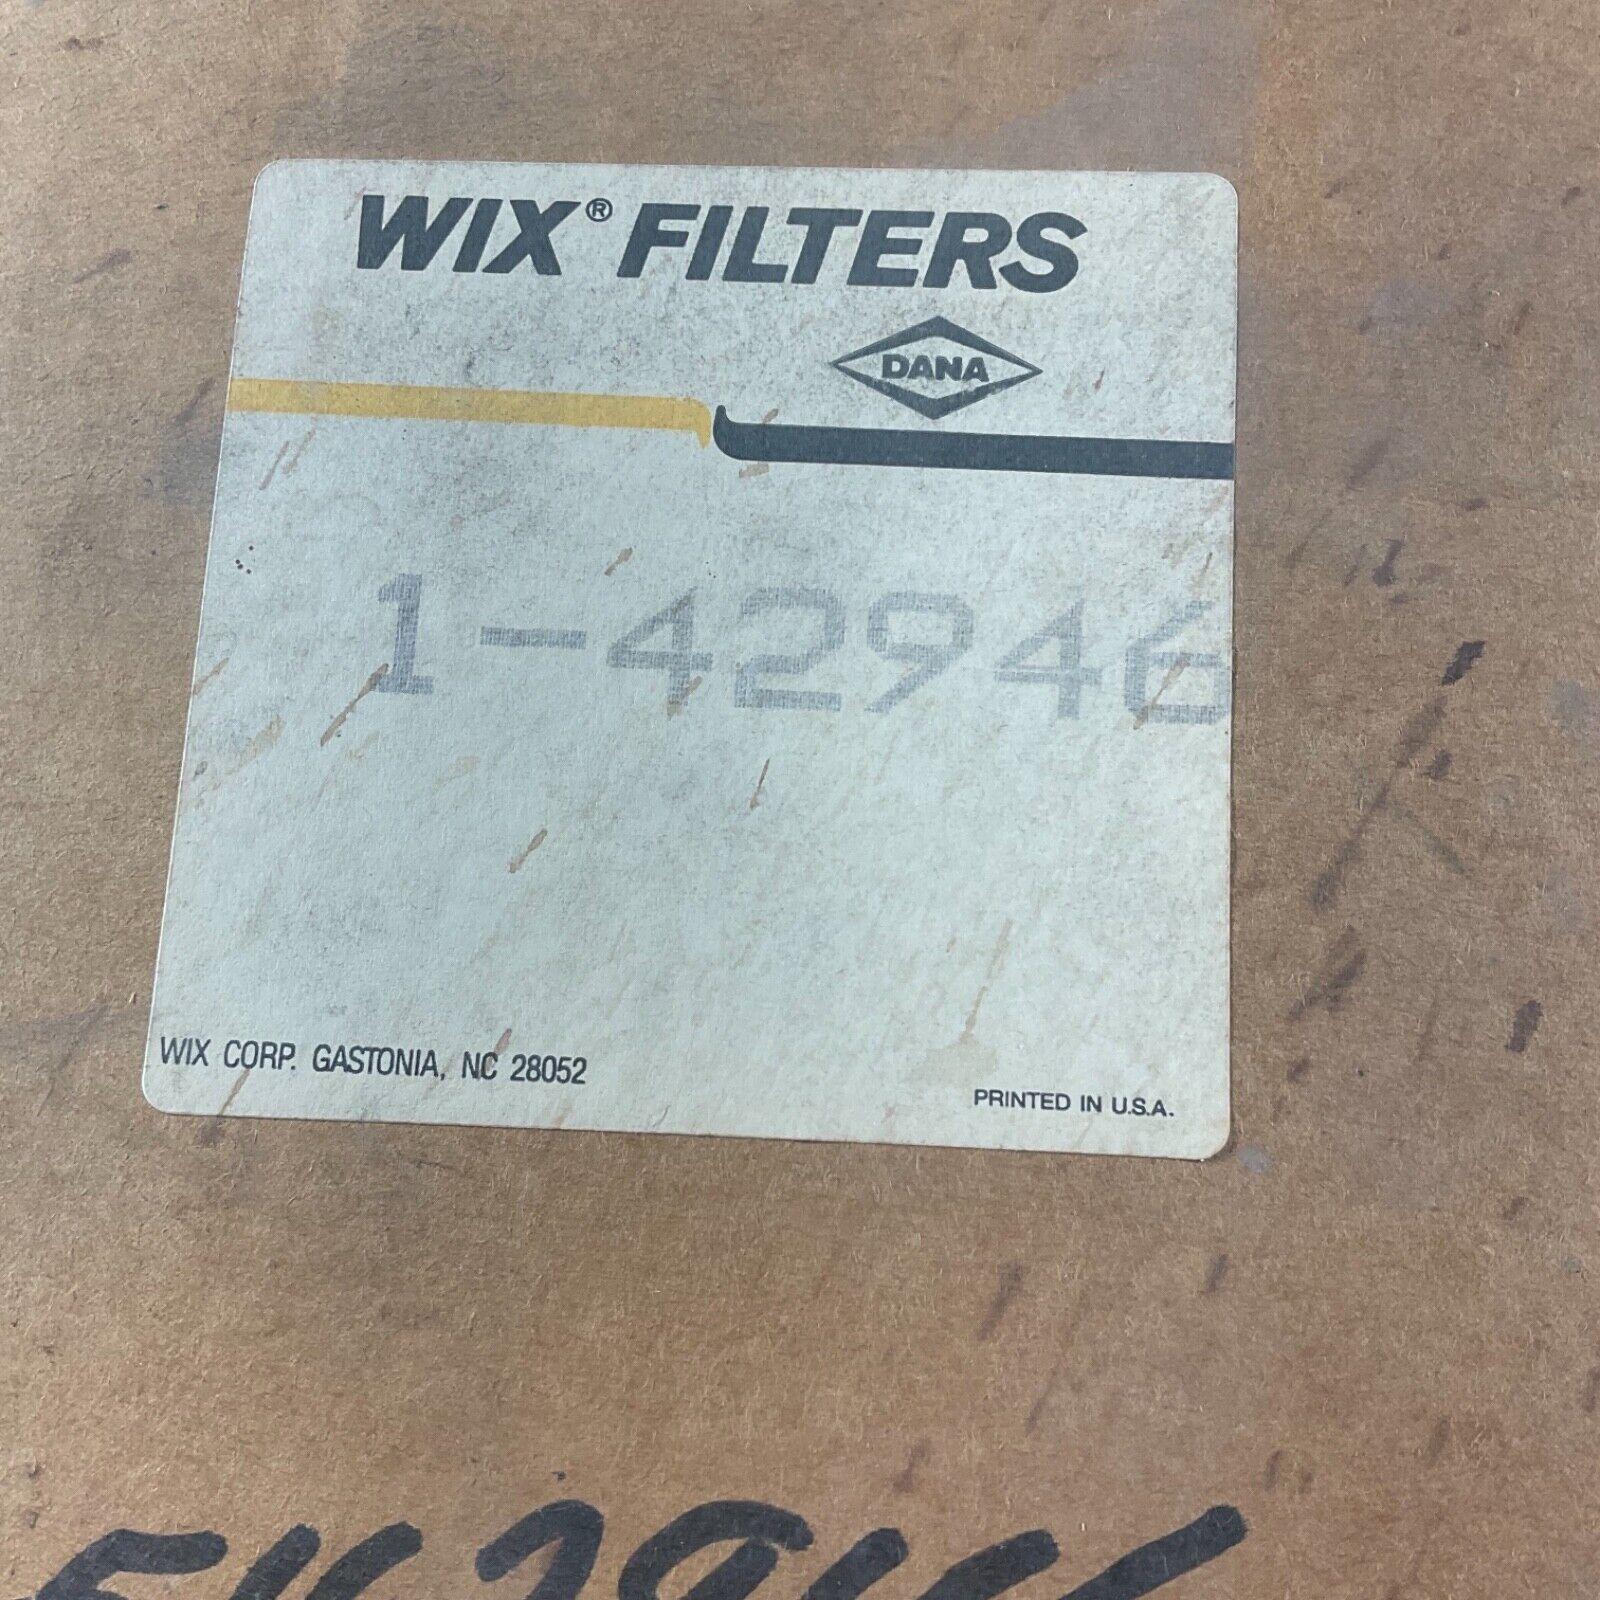 WIX® FILTERS
DANA
1-42946
WIX CORP. GASTONIA, NC 28052
PRINTED IN U.S.A.